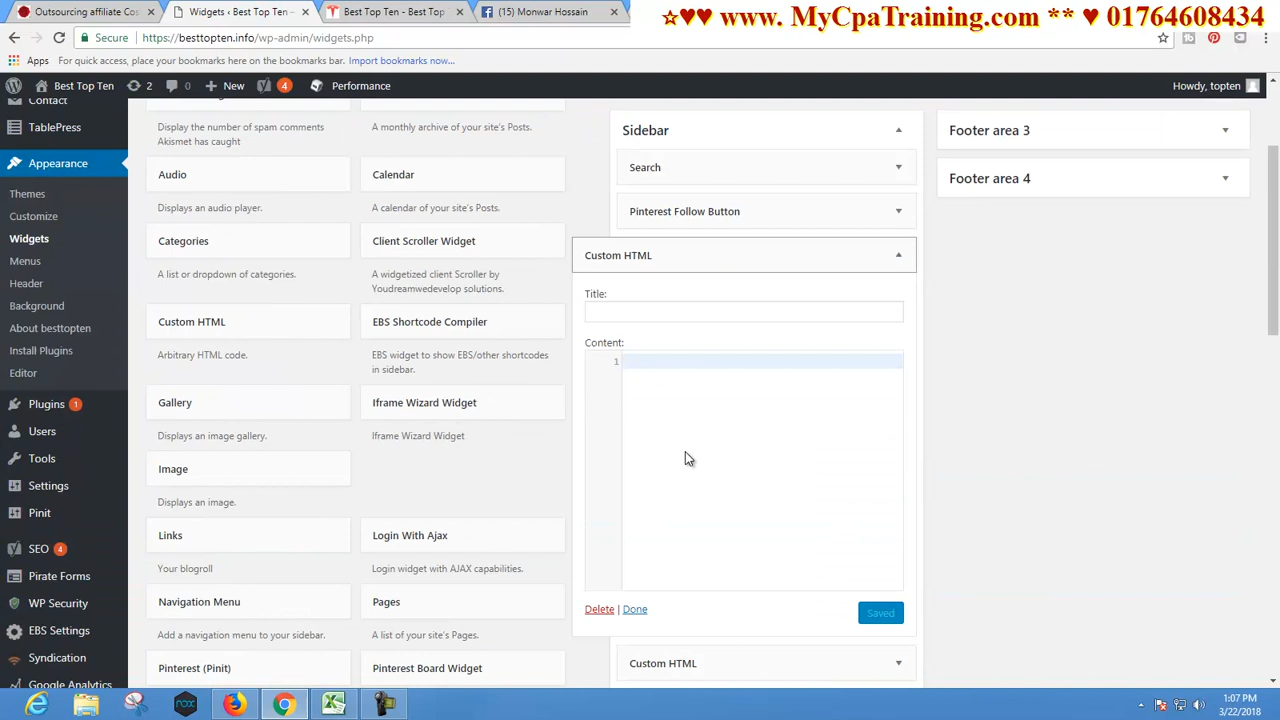 Outsourcing affiliate Cos
Widgets ‹ Best Top Ten –
Best Top Ten - Best Top
(15) Monwar Hossain
☆♥♥ www. MyCpaTraining.com ** ♥ 01764608434
Secure
https://besttopten.info/wp-admin/widgets.php
Apps
For quick access, place your bookmarks here on the bookmarks bar. Import bookmarks now...
Best Top Ten
2
0
New
4
Performance
Howdy, topten
Contact
TablePress
Appearance
Themes
Customize
Widgets
Menus
Header
Background
About besttopten
Install Plugins
Editor
Plugins 1
Users
Tools
Settings
Pinit
SEO 4
Pirate Forms
WP Security
EBS Settings
Syndication
Google Analytics
Display the number of spam comments
Akismet has caught
A monthly archive of your site's Posts.
Audio
Calendar
Displays an audio player.
A calendar of your site's Posts.
Categories
Client Scroller Widget
A list or dropdown of categories.
A widgetized client Scroller by
Youdreamwedevelop solutions.
Custom HTML
EBS Shortcode Compiler
Arbitrary HTML code.
EBS widget to show EBS/other shortcodes
in sidebar.
Gallery
Iframe Wizard Widget
Displays an image gallery.
Iframe Wizard Widget
Image
Displays an image.
Links
Login With Ajax
Your blogroll
Login widget with AJAX capabilities.
Navigation Menu
Pages
Add a navigation menu to your sidebar.
A list of your site's Pages.
Pinterest (Pinit)
Pinterest Board Widget
Sidebar
Search
Pinterest Follow Button
Custom HTML
Title:
Content:
1
Delete | Done
Saved
Custom HTML
Footer area 3
Footer area 4
1:07 PM
3/22/2018